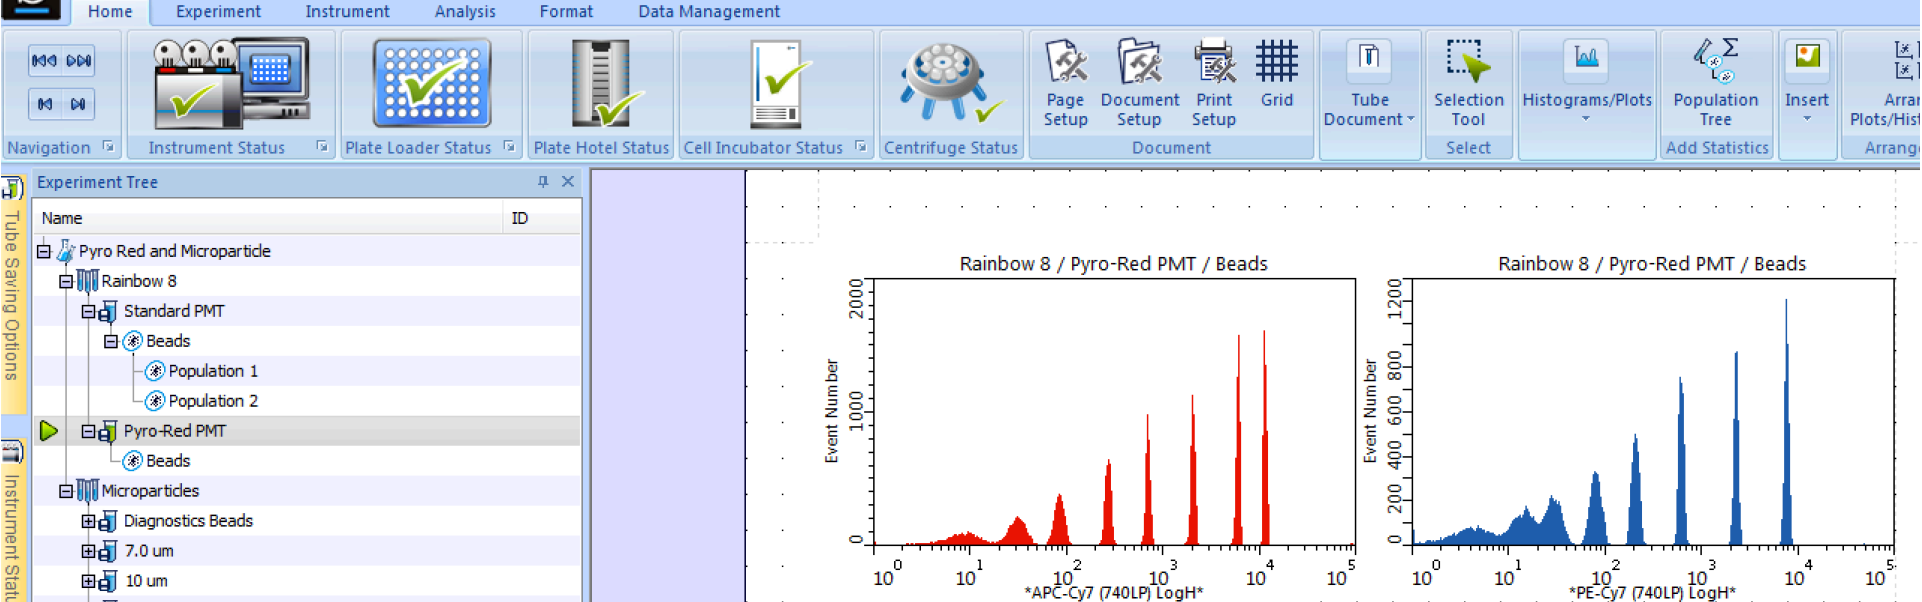 Home Experiment Instrument Analysis Format Data Management
Page Setup
Document Setup
Print Setup
Grid
Tube Document
Selection Tool
Histograms/Plots
Population Tree
Insert
Plots/Hist
Navigation
Instrument Status
Plate Loader Status
Plate Hotel Status
Cell Incubator Status
Centrifuge Status
Document
Select
Add Statistics
Tube Saving Options
Instrument Statu
Experiment Tree
Name ID
Pyro Red and Microparticle
Rainbow 8
Standard PMT
Beads
Population 1
Population 2
Pyro-Red PMT
Beads
Microparticles
Diagnostics Beads
7.0 um
10 um
Rainbow 8 / Pyro-Red PMT / Beads
Event Number
2000
1000
0
10^0 10^1 10^2 10^3 10^4 10^5
*APC-Cy7 (740LP) LogH*
Rainbow 8 / Pyro-Red PMT / Beads
Event Number
1200
800
600
400
200
0
10^0 10^1 10^2 10^3 10^4 10^5
*PE-Cy7 (740LP) LogH*